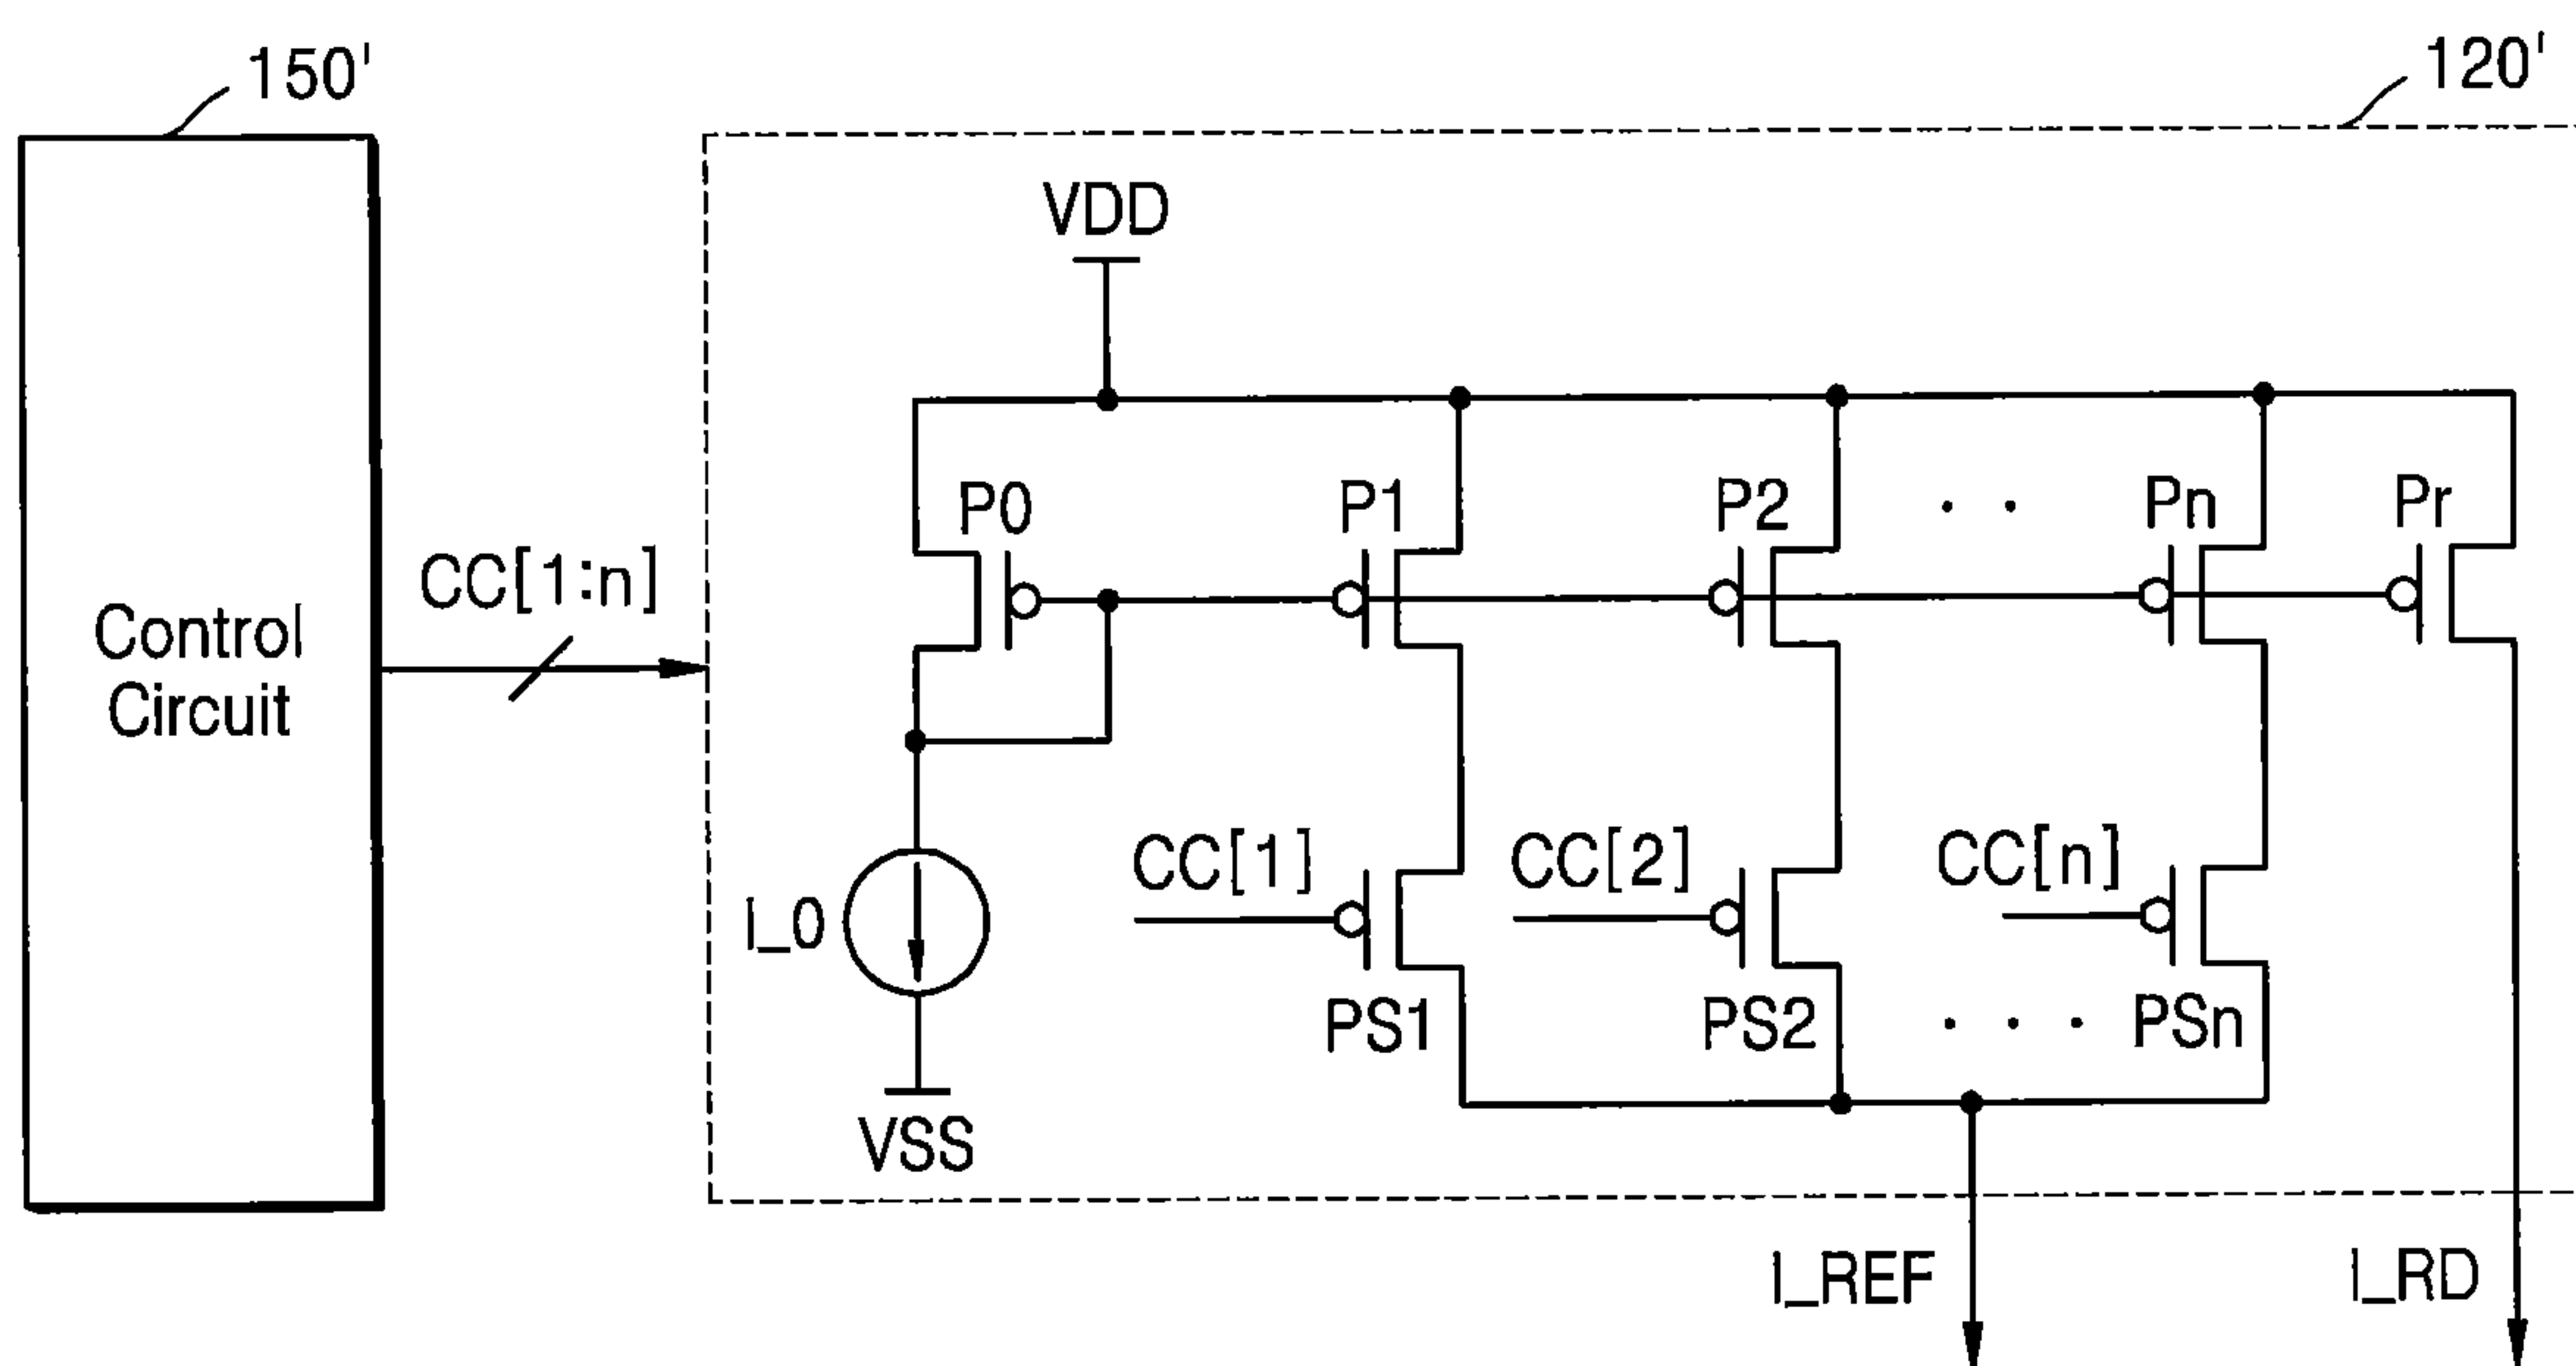 150'
120'
VDD
P0
P1
P2
. .
Pn
Pr
CC[1:n]
Control
Circuit
CC[1]
CC[2]
CC[n]
I_0
PS1
PS2
. . .
PSn
VSS
I_REF
I_RD